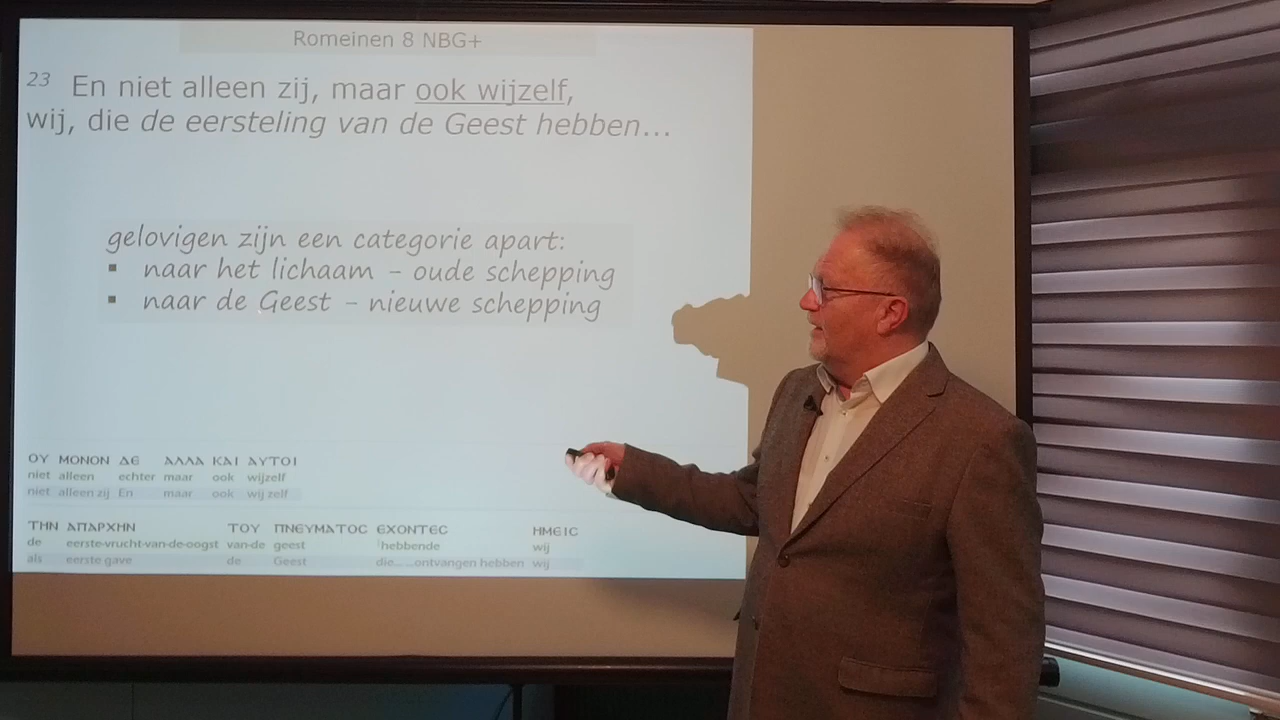 Romeinen 8 NBG+
23 En niet alleen zij, maar ook wijzelf,
wij, die de eersteling van de Geest hebben...
gelovigen zijn een categorie apart:
▪ naar het lichaam – oude schepping
▪ naar de Geest – nieuwe schepping
ΟΥ ΜΟΝΟΝ ΔΕ ΑΛΛΑ ΚΑΙ ΑΥΤΟΙ
niet alleen echter maar ook wijzelf
niet alleen zij En maar ook wij zelf
ΤΗΝ ΑΠΑΡΧΗΝ ΤΟΥ ΠΝΕΥΜΑΤΟϹ ΕΧΟΝΤΕϹ ΗΜΕΙϹ
de eerste-vrucht-van-de-oogst van-de geest hebbende wij
als eerste gave de Geest die... ...ontvangen hebben wij